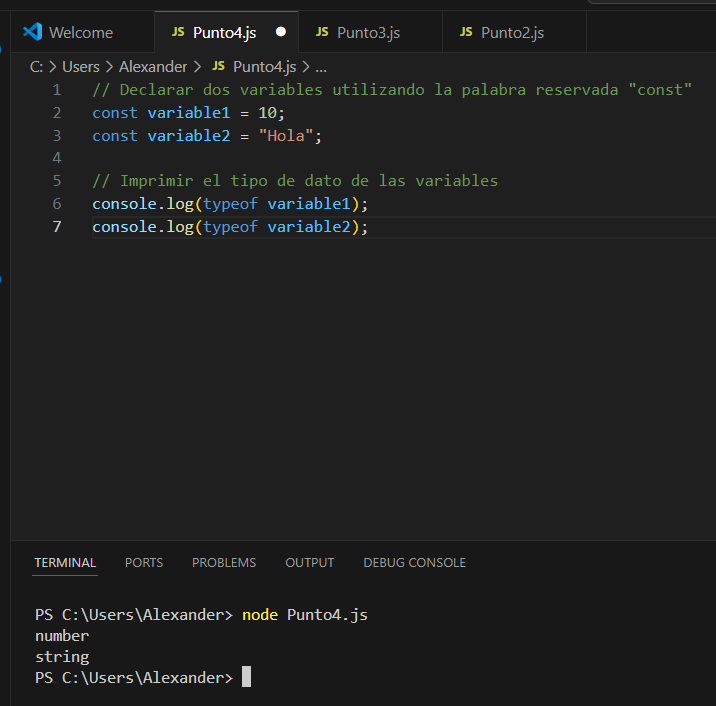 Welcome JS Punto4.js JS Punto3.js JS Punto2.js
C: > Users > Alexander > JS Punto4.js > ...
1 // Declarar dos variables utilizando la palabra reservada "const"
2 const variable1 = 10;
3 const variable2 = "Hola";
4
5 // Imprimir el tipo de dato de las variables
6 console.log(typeof variable1);
7 console.log(typeof variable2);
TERMINAL PORTS PROBLEMS OUTPUT DEBUG CONSOLE
PS C:\Users\Alexander> node Punto4.js
number
string
PS C:\Users\Alexander>